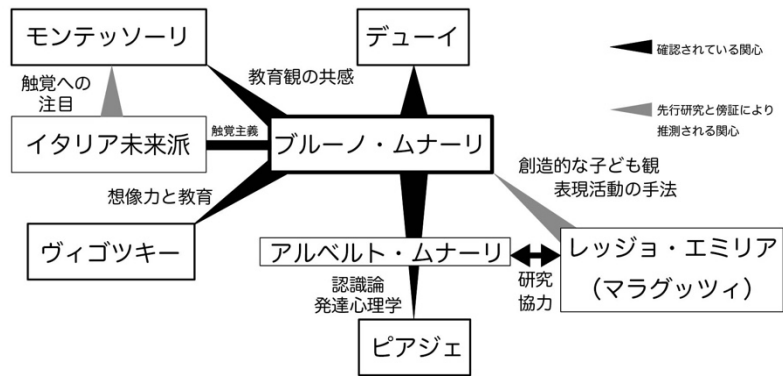 モンテッソーリ
デューイ
確認されている関心
触覚への
注目
教育観の共感
先行研究と傍証により
推測される関心
イタリア未来派
触覚主義
ブルーノ・ムナーリ
創造的な子ども観
表現活動の手法
想像力と教育
ヴィゴツキー
アルベルト・ムナーリ
レッジョ・エミリア
（マラグッツィ）
研究
協力
認識論
発達心理学
ピアジェ